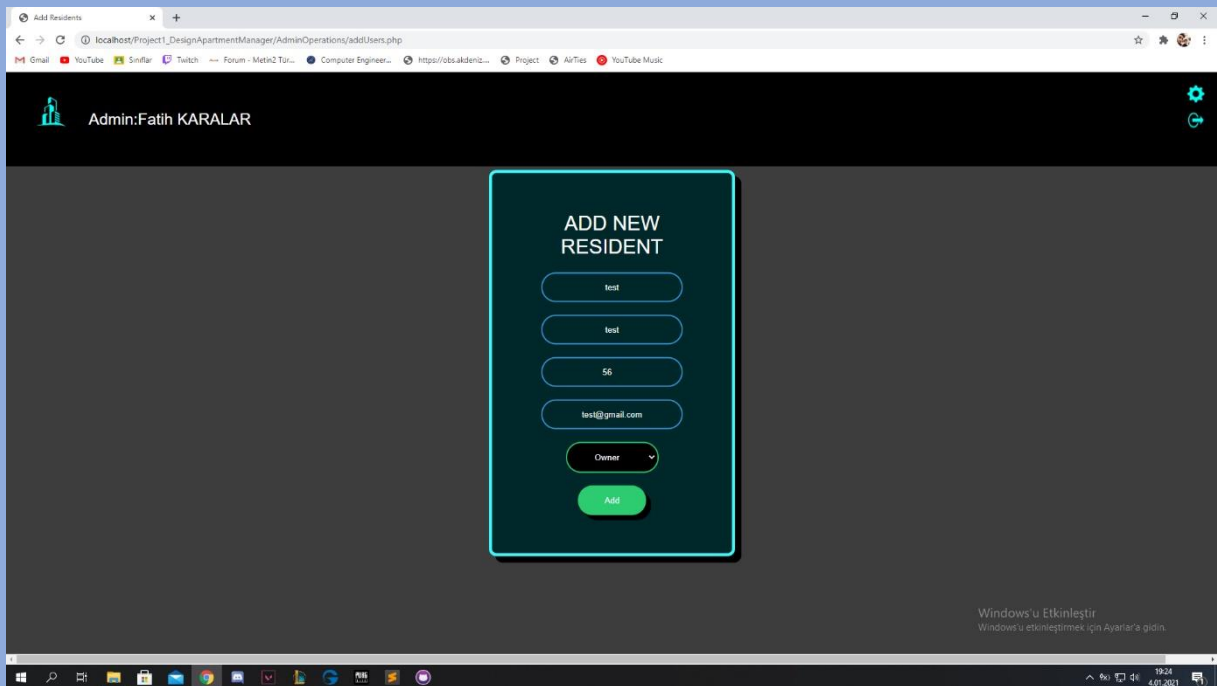 Add Residents
localhost/Project1_DesignApartmentManager/AdminOperations/addUsers.php
Gmail YouTube Sınıflar Twitch Forum - Metin2 Tür... Computer Engineer... https://obs.akdeniz... Project AirTies YouTube Music
Admin:Fatih KARALAR
ADD NEW
RESIDENT
test
test
56
test@gmail.com
Owner
Add
Windows'u Etkinleştir
Windows'u etkinleştirmek için Ayarlar'a gidin.
PUBG
19:24
4.01.2021